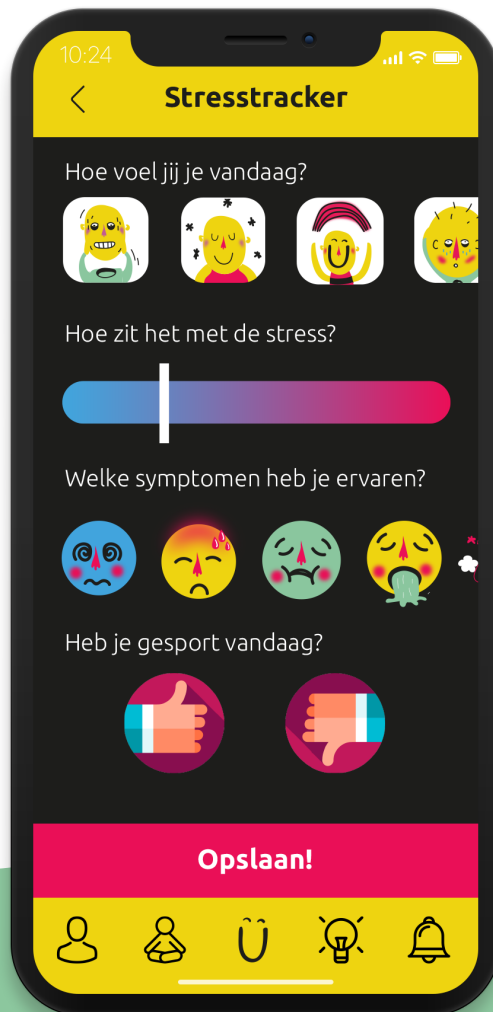 10:24
Stresstracker
Hoe voel jij je vandaag?
Hoe zit het met de stress?
Welke symptomen heb je ervaren?
Heb je gesport vandaag?
Opslaan!